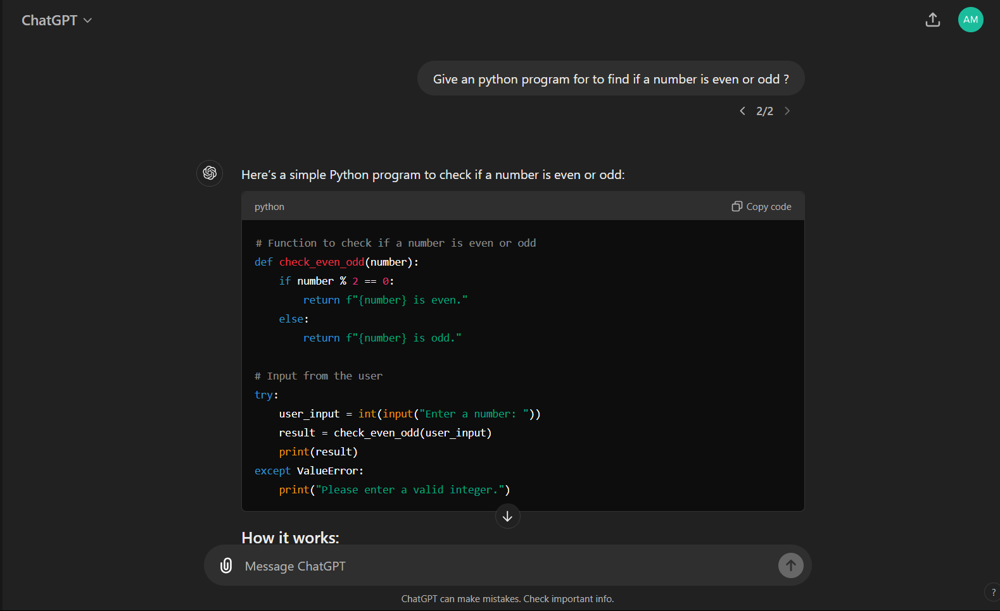 ChatGPT
AM
Give an python program for to find if a number is even or odd ?
2/2
Here's a simple Python program to check if a number is even or odd:
python
Copy code
# Function to check if a number is even or odd
def check_even_odd(number):
    if number % 2 == 0:
        return f"{number} is even."
    else:
        return f"{number} is odd."
# Input from the user
try:
    user_input = int(input("Enter a number: "))
    result = check_even_odd(user_input)
    print(result)
except ValueError:
    print("Please enter a valid integer.")
How it works:
Message ChatGPT
ChatGPT can make mistakes. Check important info.
?